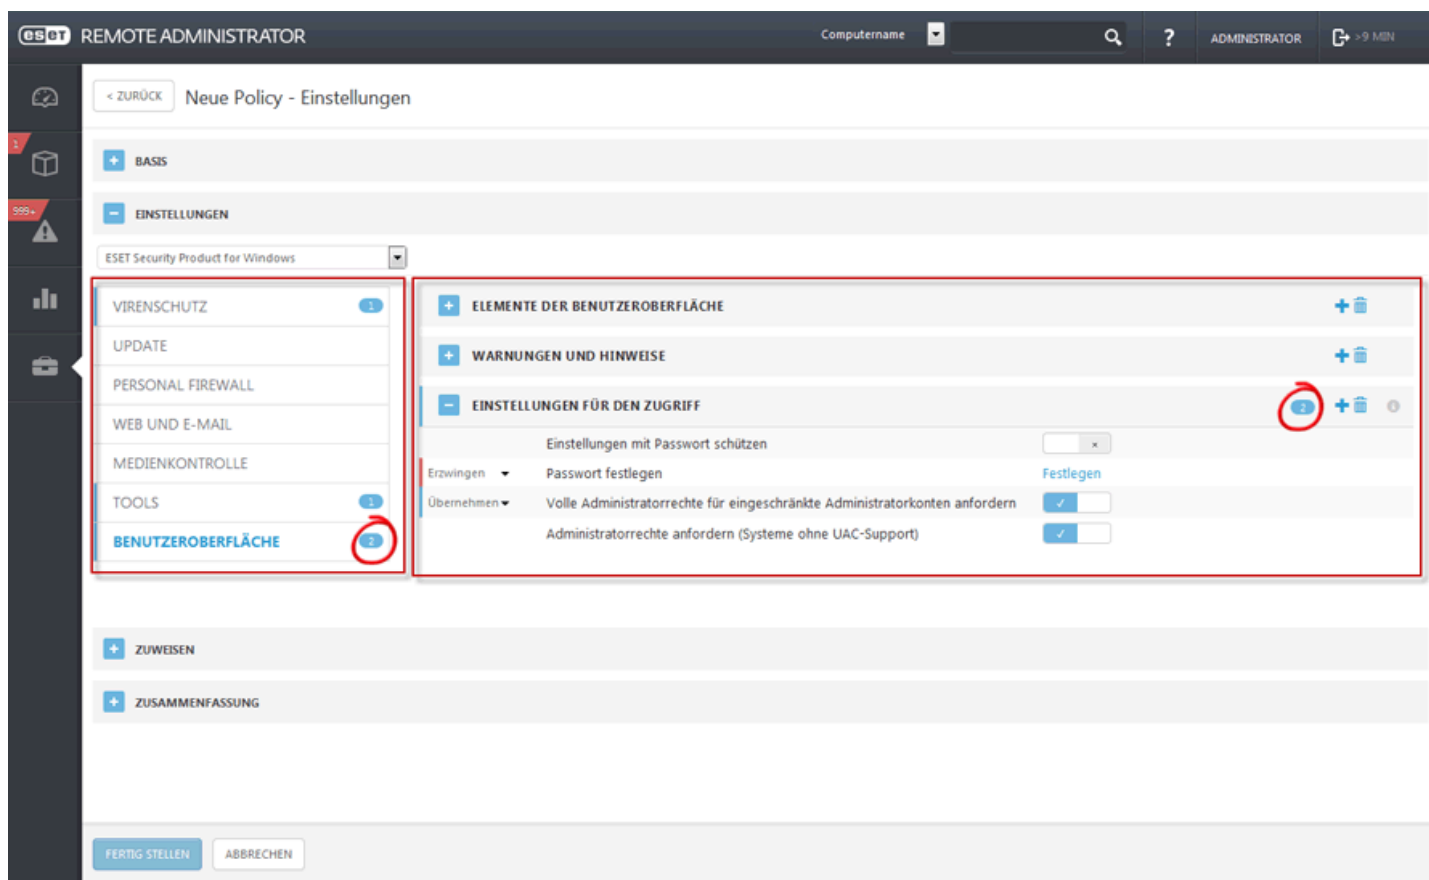 eseT REMOTE ADMINISTRATOR Computername ? ADMINISTRATOR >9 MIN
< ZURÜCK Neue Policy - Einstellungen
1
999+
+ BASIS
− EINSTELLUNGEN
ESET Security Product for Windows
VIRENSCHUTZ 1
UPDATE
PERSONAL FIREWALL
WEB UND E-MAIL
MEDIENKONTROLLE
TOOLS 1
BENUTZEROBERFLÄCHE 2
+ ELEMENTE DER BENUTZEROBERFLÄCHE
+ WARNUNGEN UND HINWEISE
− EINSTELLUNGEN FÜR DEN ZUGRIFF 2
Einstellungen mit Passwort schützen
Erzwingen Passwort festlegen Festlegen
Übernehmen Volle Administratorrechte für eingeschränkte Administratorkonten anfordern
Administratorrechte anfordern (Systeme ohne UAC-Support)
+ ZUWEISEN
+ ZUSAMMENFASSUNG
FERTIG STELLEN ABBRECHEN